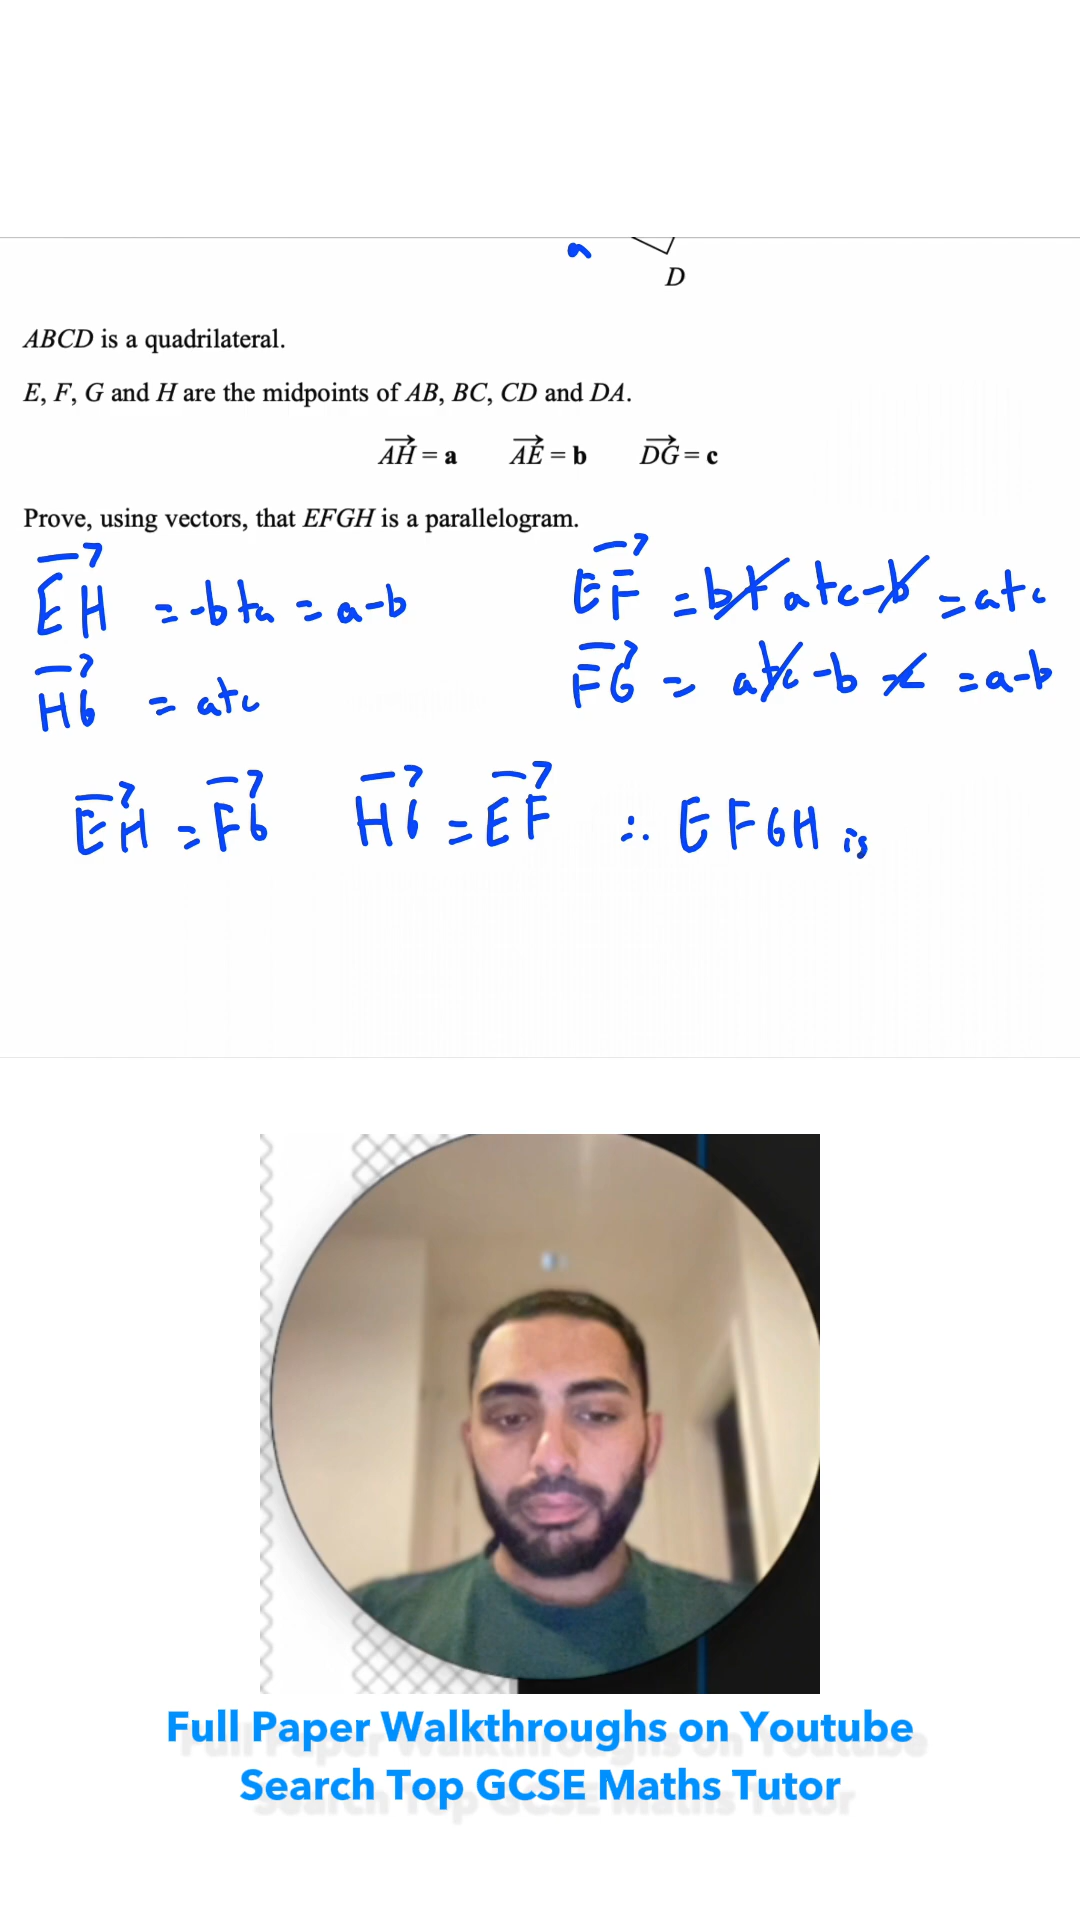 a
D
ABCD is a quadrilateral.
E, F, G and H are the midpoints of AB, BC, CD and DA.
AH→ = a AE→ = b DG→ = c
Prove, using vectors, that EFGH is a parallelogram.
EH→ = -b+a = a-b
EF→ = b+a+c-b = a+c
HG→ = a+c
FG→ = a+c-b-c = a-b
EH→ = FG→ HG→ = EF→ ∴ EFGH is
Full Paper Walkthroughs on Youtube
Search Top GCSE Maths Tutor